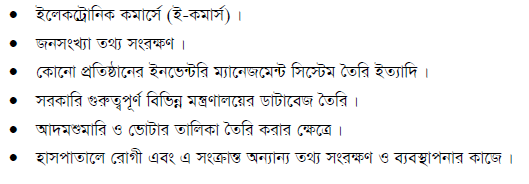 • ইলেকট্রোনিক কমার্সে (ই-কমার্স) ।
• জনসংখ্যা তথ্য সংরক্ষণ ।
• কোনো প্রতিষ্ঠানের ইনভেন্টরি ম্যানেজমেন্ট সিস্টেম তৈরি ইত্যাদি ।
• সরকারি গুরুত্বপূর্ণ বিভিন্ন মন্ত্রণালয়ের ডাটাবেজ তৈরি ।
• আদমশুমারি ও ভোটার তালিকা তৈরি করার ক্ষেত্রে ।
• হাসপাতালে রোগী এবং এ সংক্রান্ত অন্যান্য তথ্য সংরক্ষণ ও ব্যবস্থাপনার কাজে ।